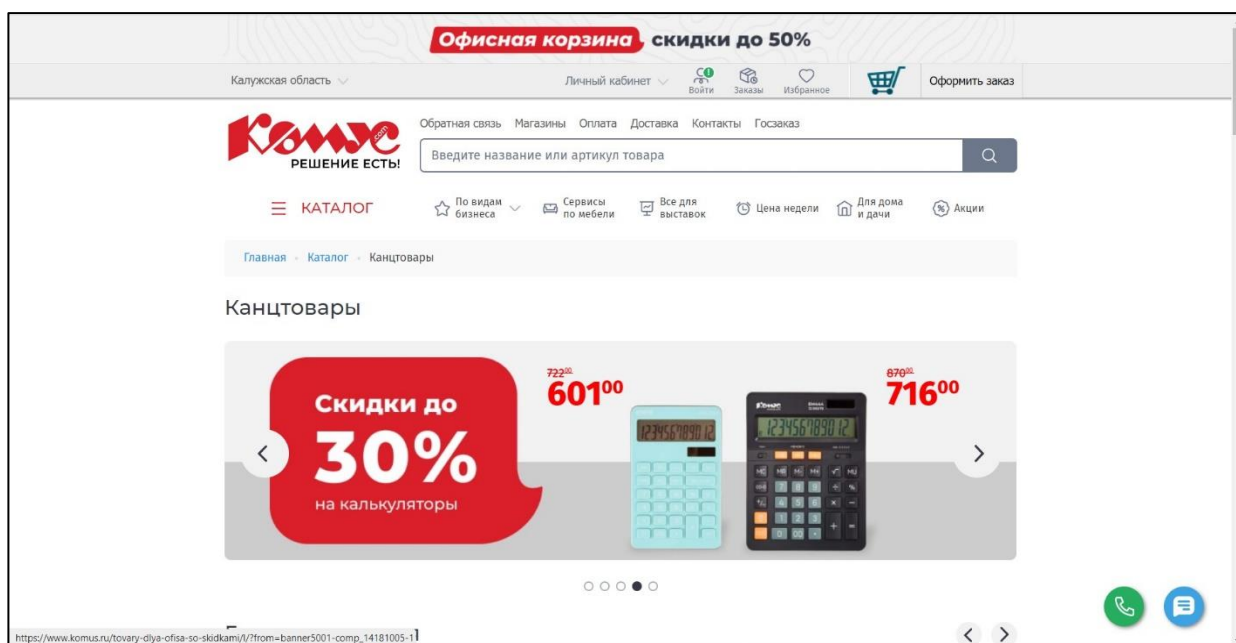 Офисная корзина скидки до 50%
Калужская область
Личный кабинет
1
Войти
Заказы
Избранное
Оформить заказ
Комус
.com
РЕШЕНИЕ ЕСТЬ!
Обратная связь Магазины Оплата Доставка Контакты Госзаказ
Введите название или артикул товара
КАТАЛОГ
По видам
бизнеса
Сервисы
по мебели
Все для
выставок
Цена недели
Для дома
и дачи
Акции
Главная - Каталог - Канцтовары
Канцтовары
Скидки до
30%
на калькуляторы
722⁰⁰
601⁰⁰
870⁰⁰
716⁰⁰
https://www.komus.ru/tovary-dlya-ofisa-so-skidkami/l/?from=banner5001-comp_14181005-1